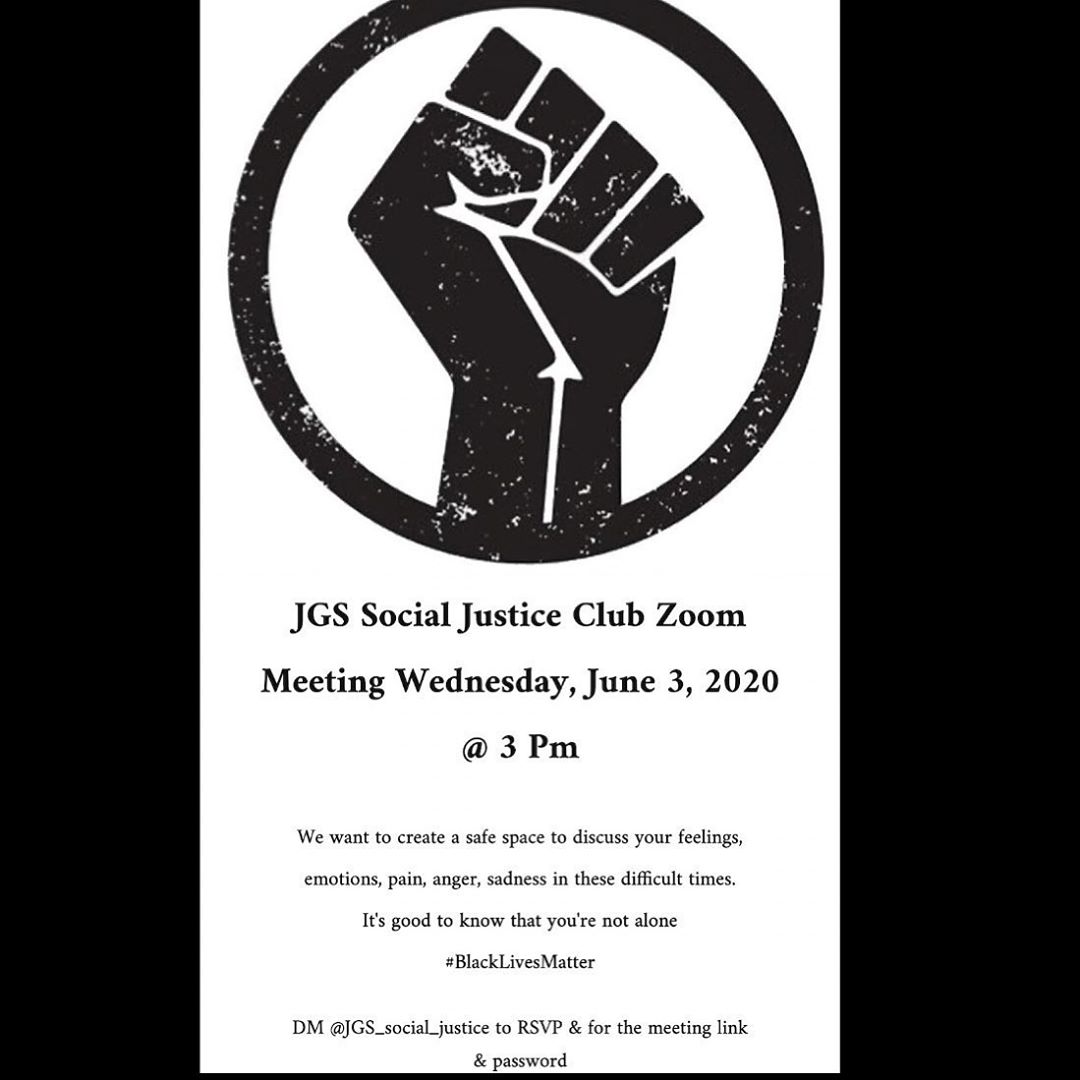 JGS Social Justice Club Zoom
Meeting Wednesday, June 3, 2020
@ 3 Pm
We want to create a safe space to discuss your feelings,
emotions, pain, anger, sadness in these difficult times.
It's good to know that you're not alone
#BlackLivesMatter
DM @JGS_social_justice to RSVP & for the meeting link
& password